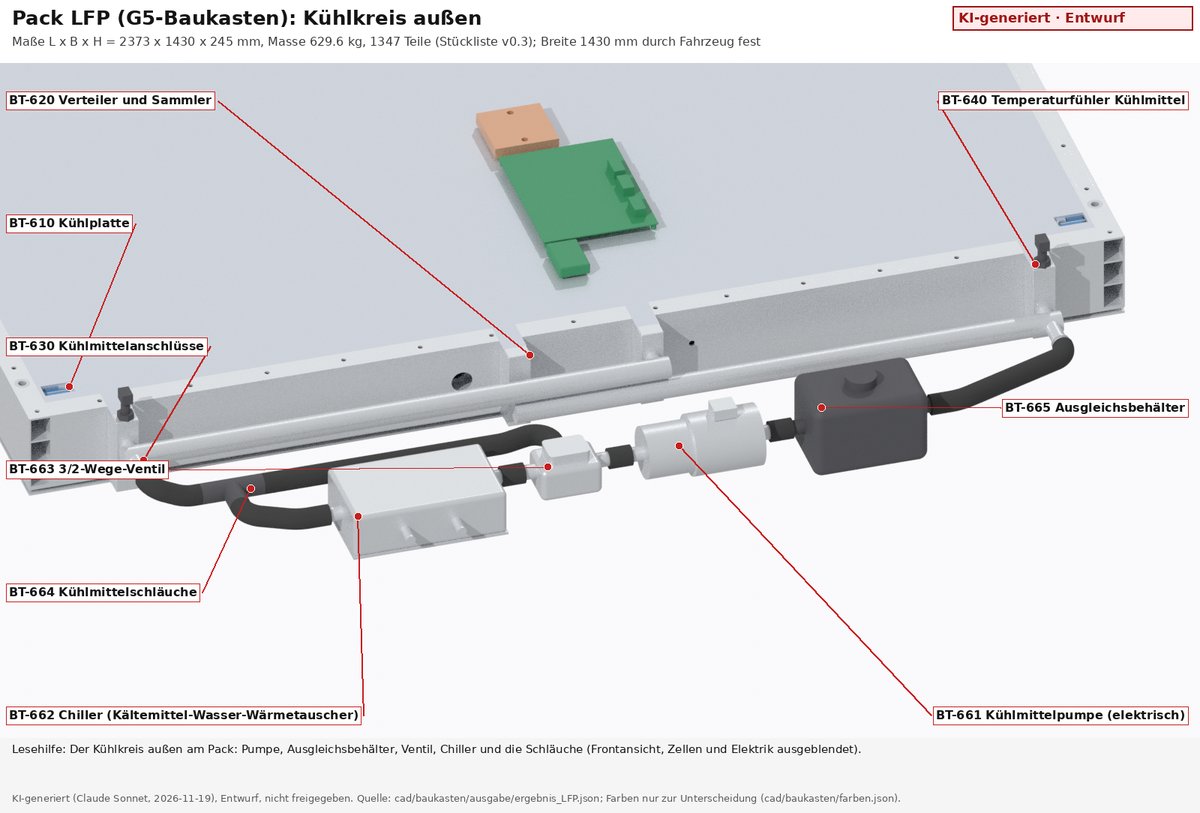 Pack LFP (G5-Baukasten): Kühlkreis außen
KI-generiert · Entwurf
Maße L x B x H = 2373 x 1430 x 245 mm, Masse 629.6 kg, 1347 Teile (Stückliste v0.3); Breite 1430 mm durch Fahrzeug fest
BT-620 Verteiler und Sammler
BT-640 Temperaturfühler Kühlmittel
BT-610 Kühlplatte
BT-630 Kühlmittelanschlüsse
BT-665 Ausgleichsbehälter
BT-663 3/2-Wege-Ventil
BT-664 Kühlmittelschläuche
BT-662 Chiller (Kältemittel-Wasser-Wärmetauscher)
BT-661 Kühlmittelpumpe (elektrisch)
Lesehilfe: Der Kühlkreis außen am Pack: Pumpe, Ausgleichsbehälter, Ventil, Chiller und die Schläuche (Frontansicht, Zellen und Elektrik ausgeblendet).
KI-generiert (Claude Sonnet, 2026-11-19), Entwurf, nicht freigegeben. Quelle: cad/baukasten/ausgabe/ergebnis_LFP.json; Farben nur zur Unterscheidung (cad/baukasten/farben.json).